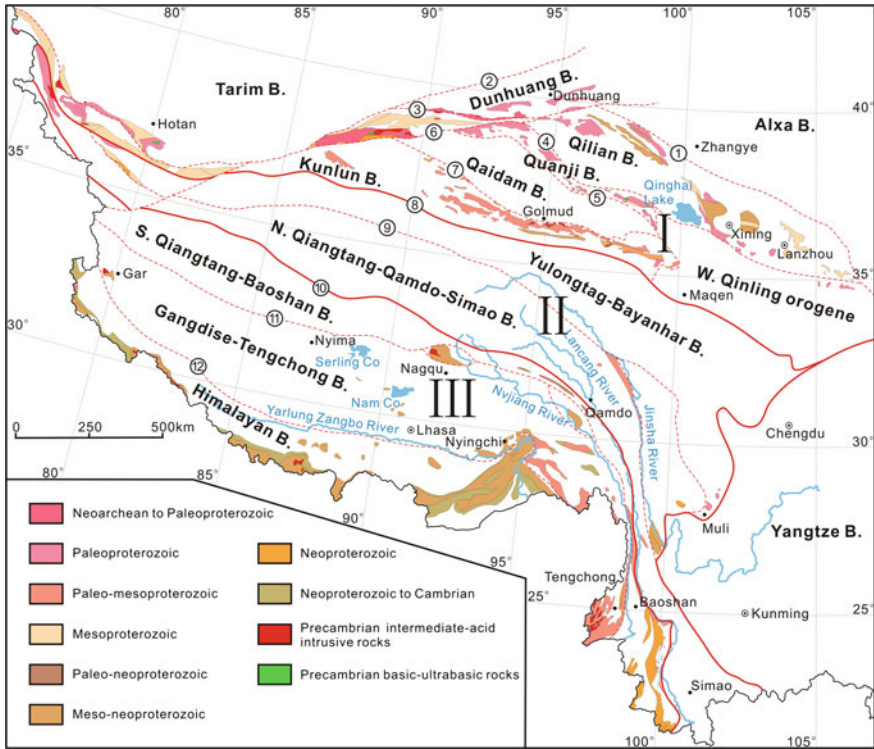 80°
85°
90°
95°
100°
105°
40°
35°
30°
Tarim B.
Hotan
②
Dunhuang B.
Dunhuang
③
⑥
④
Qilian B.
Quanji B.
①
Zhangye
Alxa B.
40°
Kunlun B.
⑦
Qaidam B.
⑤
Qinghai
Lake
⑧
Golmud
I
Xining
Lanzhou
⑨
35°
W. Qinling orogene
Maqen
N. Qiangtang-Qamdo-Simao B.
Yulongtag-Bayanhar B.
S. Qiangtang-Baoshan B.
Gar
⑩
II
⑪
Nyima
Gangdise-Tengchong B.
Serling Co
Nagqu
Lancang River
⑫
Nam Co
III
Nvjiang River
Qamdo
Jinsha River
Himalayan B.
Yarlung Zangbo River
Lhasa
Nyingchi
Chengdu
30°
0 250 500km
80°
85°
90°
95°
Muli
Yangtze B.
25°
Tengchong
Baoshan
Kunming
25°
Simao
100°
105°
Neoarchean to Paleoproterozoic
Paleoproterozoic
Paleo-mesoproterozoic
Mesoproterozoic
Paleo-neoproterozoic
Meso-neoproterozoic
Neoproterozoic
Neoproterozoic to Cambrian
Precambrian intermediate-acid
intrusive rocks
Precambrian basic-ultrabasic rocks